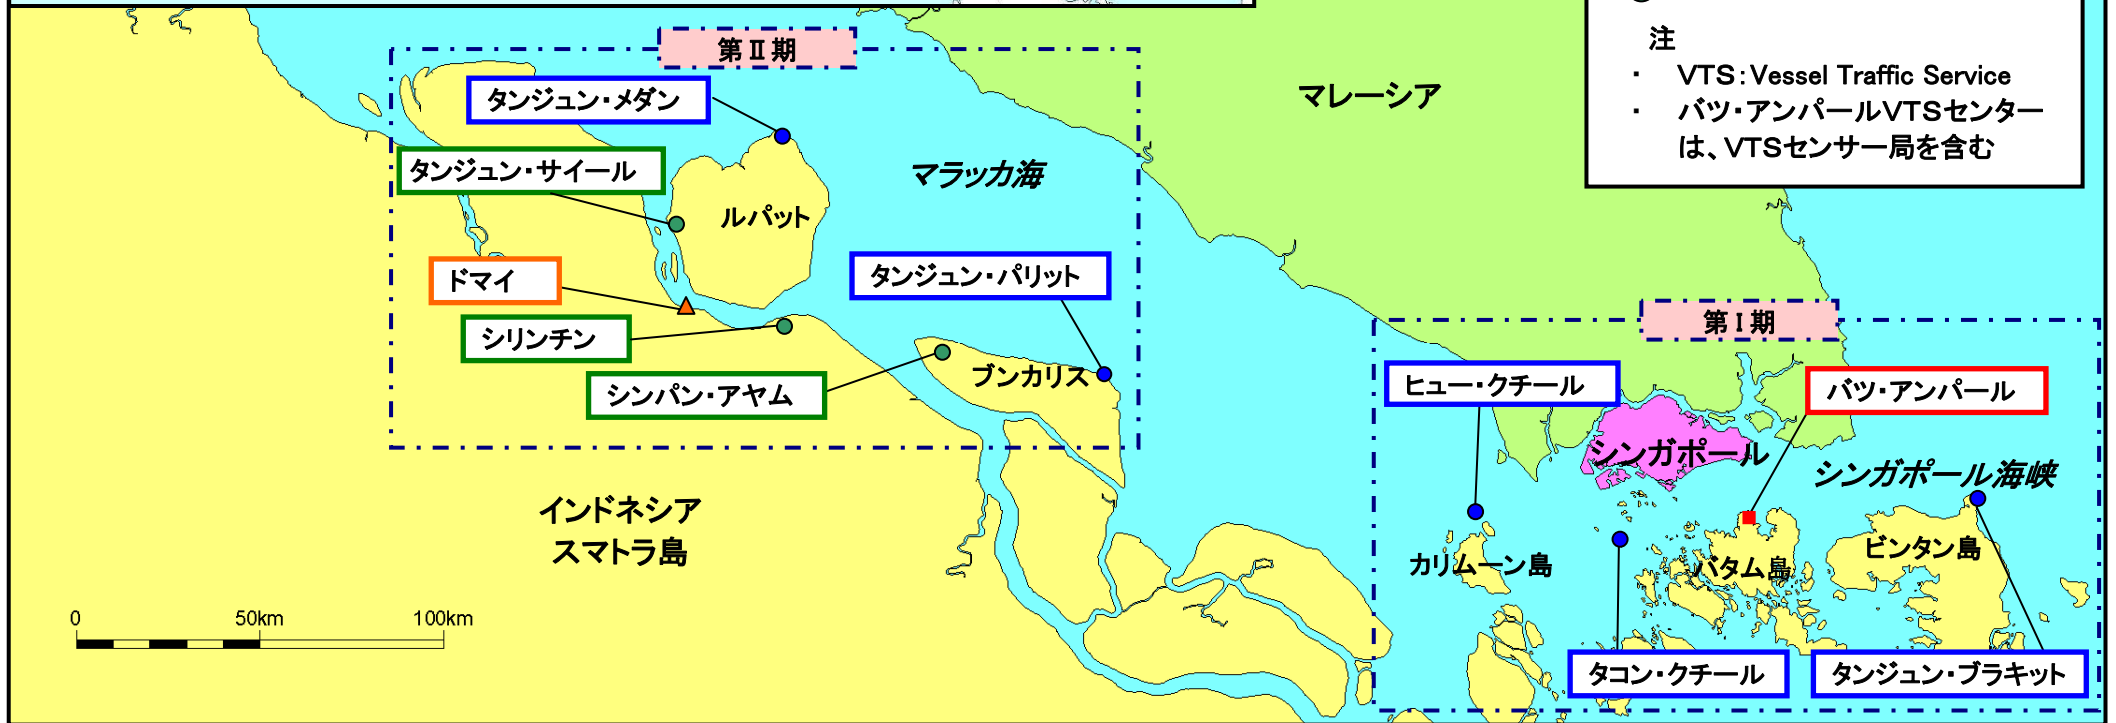 注
・ VTS：Vessel Traffic Service
・ バツ・アンパールVTSセンター
は、VTSセンサー局を含む
第Ⅱ期
タンジュン・メダン
マレーシア
タンジュン・サイール
マラッカ海
ルパット
ドマイ
タンジュン・パリット
シリンチン
第Ⅰ期
シンパン・アヤム
ブンカリス
ヒュー・クチール
バツ・アンパール
シンガポール
シンガポール海峡
インドネシア
スマトラ島
カリムーン島
バタム島
ビンタン島
0 50km 100km
タコン・クチール
タンジュン・ブラキット